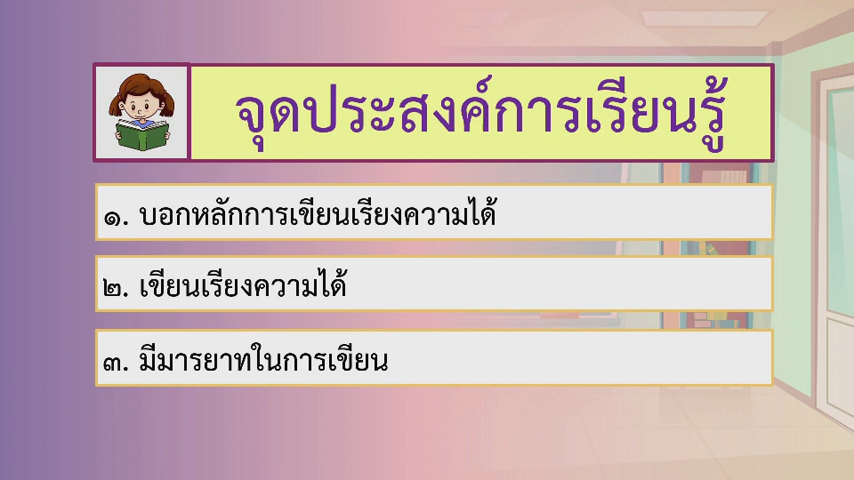 จุดประสงค์การเรียนรู้
๑. บอกหลักการเขียนเรียงความได้
๒. เขียนเรียงความได้
๓. มีมารยาทในการเขียน